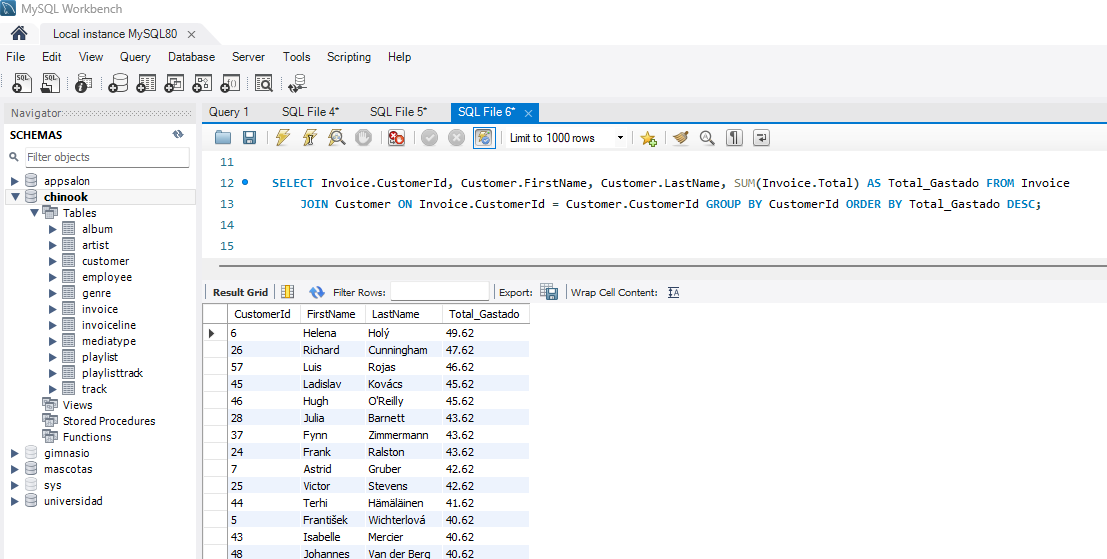 MySQL Workbench
Local instance MySQL80
File Edit View Query Database Server Tools Scripting Help
Navigator
Query 1 SQL File 4* SQL File 5* SQL File 6*
SCHEMAS
Limit to 1000 rows
Filter objects
appsalon
chinook
Tables
album
artist
customer
employee
genre
invoice
invoiceline
mediatype
playlist
playlisttrack
track
Views
Stored Procedures
Functions
gimnasio
mascotas
sys
universidad
11
12 SELECT Invoice.CustomerId, Customer.FirstName, Customer.LastName, SUM(Invoice.Total) AS Total_Gastado FROM Invoice
13 JOIN Customer ON Invoice.CustomerId = Customer.CustomerId GROUP BY CustomerId ORDER BY Total_Gastado DESC;
14
15
Result Grid Filter Rows: Export: Wrap Cell Content: IA
CustomerId FirstName LastName Total_Gastado
6 Helena Holý 49.62
26 Richard Cunningham 47.62
57 Luis Rojas 46.62
45 Ladislav Kovács 45.62
46 Hugh O'Reilly 45.62
28 Julia Barnett 43.62
37 Fynn Zimmermann 43.62
24 Frank Ralston 43.62
7 Astrid Gruber 42.62
25 Victor Stevens 42.62
44 Terhi Hämäläinen 41.62
5 František Wichterlová 40.62
43 Isabelle Mercier 40.62
48 Johannes Van der Berg 40.62